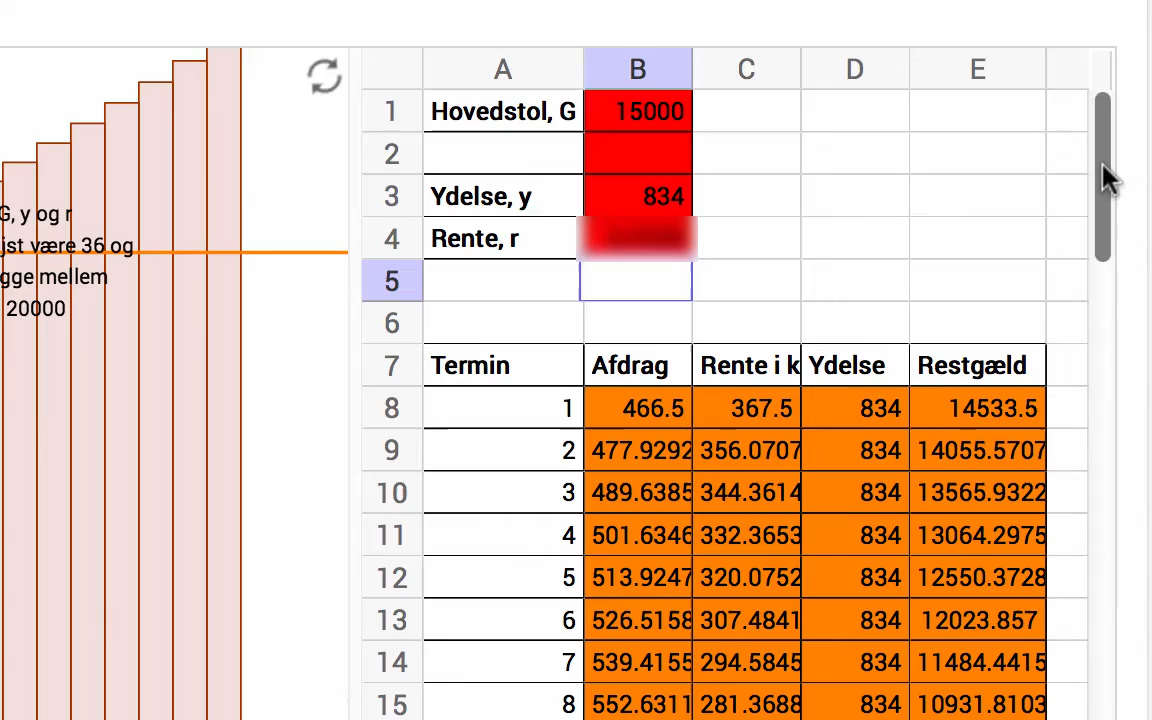 A B C D E
1 Hovedstol, G 15000
2
3 Ydelse, y 834
4 Rente, r
5
6
7 Termin Afdrag Rente i k Ydelse Restgæld
8 1 466.5 367.5 834 14533.5
9 2 477.9292 356.0707 834 14055.5707
10 3 489.6385 344.3614 834 13565.9322
11 4 501.6346 332.3653 834 13064.2975
12 5 513.9247 320.0752 834 12550.3728
13 6 526.5158 307.4841 834 12023.857
14 7 539.4155 294.5845 834 11484.4415
15 8 552.6311 281.3688 834 10931.8103
G, y og r
jst være 36 og
gge mellem
20000